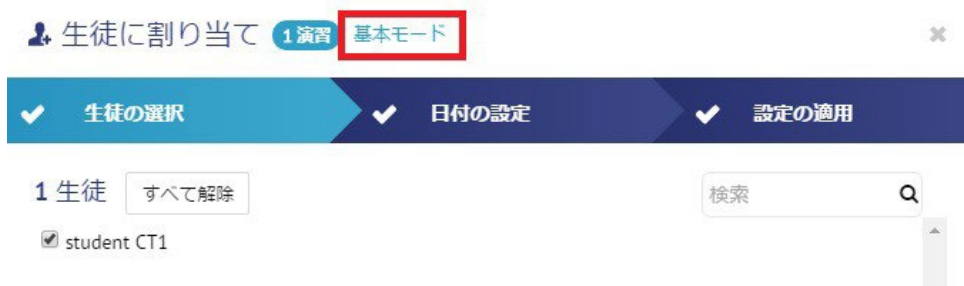 生徒に割り当て 1演習 基本モード
生徒の選択 日付の設定 設定の適用
1 生徒 すべて解除 検索
student CT1